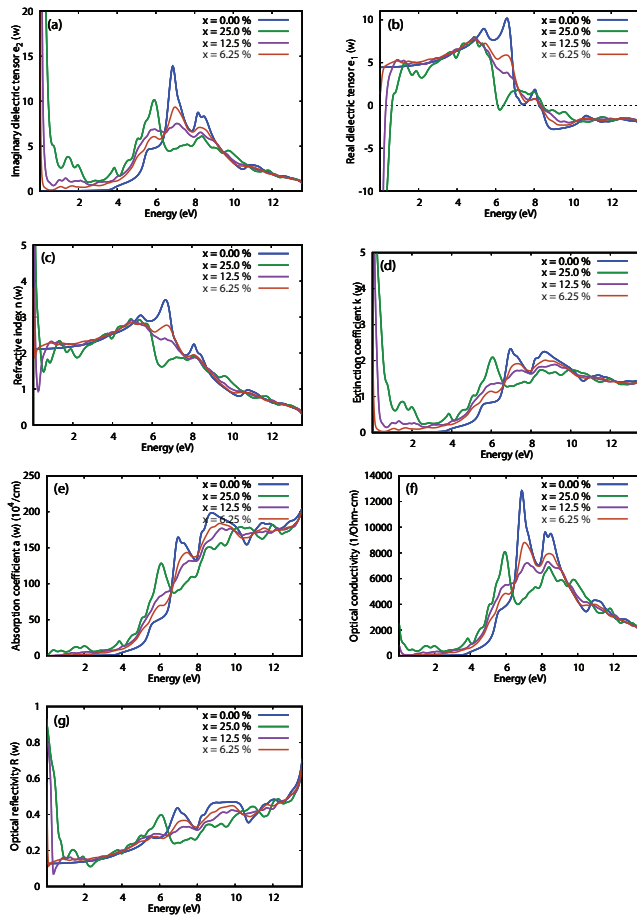 (a)
x = 0.00 %
x = 25.0 %
x = 12.5 %
x = 6.25 %
Imaginary dielectric tensor e₂ (w)
20
15
10
5
0
2 4 6 8 10 12
Energy (eV)
(b)
x = 0.00 %
x = 25.0 %
x = 12.5 %
x = 6.25 %
Real dielectric tensor e₁ (w)
10
5
0
-5
-10
2 4 6 8 10 12
Energy (eV)
(c)
x = 0.00 %
x = 25.0 %
x = 12.5 %
x = 6.25 %
Refractive index n (w)
5
4
3
2
1
0
2 4 6 8 10 12
Energy (eV)
(d)
x = 0.00 %
x = 25.0 %
x = 12.5 %
x = 6.25 %
Extinction coefficient k (w)
5
4
3
2
1
0
2 4 6 8 10 12
Energy (eV)
(e)
x = 0.00 %
x = 25.0 %
x = 12.5 %
x = 6.25 %
Absorption coefficient a (w) (10⁴/cm)
250
200
150
100
50
0
2 4 6 8 10 12
Energy (eV)
(f)
x = 0.00 %
x = 25.0 %
x = 12.5 %
x = 6.25 %
Optical conductivity (1/Ohm-cm)
14000
12000
10000
8000
6000
4000
2000
0
2 4 6 8 10 12
Energy (eV)
(g)
x = 0.00 %
x = 25.0 %
x = 12.5 %
x = 6.25 %
Optical reflectivity R (w)
1
0.8
0.6
0.4
0.2
0
2 4 6 8 10 12
Energy (eV)